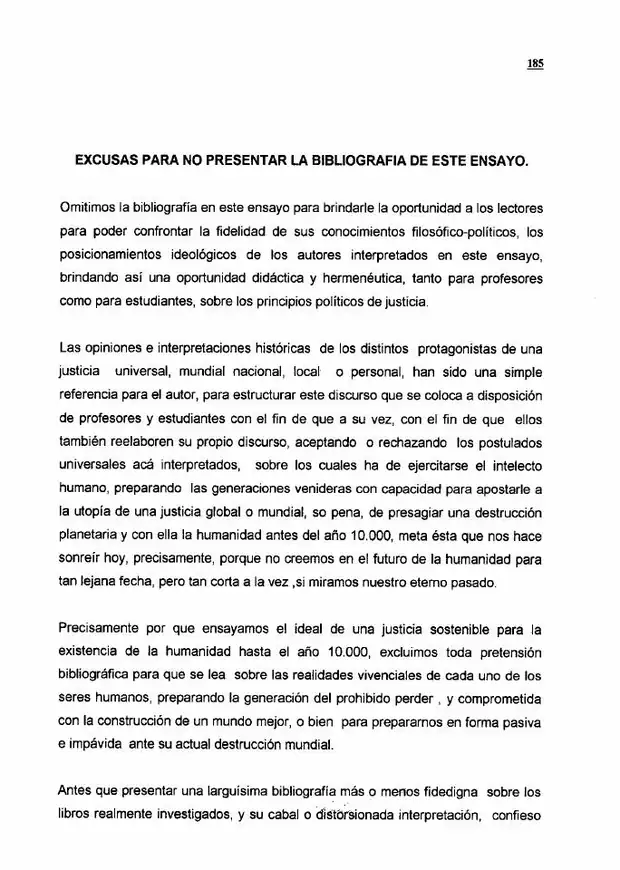 185
EXCUSAS PARA NO PRESENTAR LA BIBLIOGRAFIA DE ESTE ENSAYO.
Omitimos la bibliografía en este ensayo para brindarle la oportunidad a los lectores
para poder confrontar la fidelidad de sus conocimientos filosófico-políticos, los
posicionamientos ideológicos de los autores interpretados en este ensayo,
brindando así una oportunidad didáctica y hermenéutica, tanto para profesores
como para estudiantes, sobre los principios políticos de justicia.
Las opiniones e interpretaciones históricas de los distintos protagonistas de una
justicia universal, mundial nacional, local o personal, han sido una simple
referencia para el autor, para estructurar este discurso que se coloca a disposición
de profesores y estudiantes con el fin de que a su vez, con el fin de que ellos
también reelaboren su propio discurso, aceptando o rechazando los postulados
universales acá interpretados, sobre los cuales ha de ejercitarse el intelecto
humano, preparando las generaciones venideras con capacidad para apostarle a
la utopía de una justicia global o mundial, so pena, de presagiar una destrucción
planetaria y con ella la humanidad antes del año 10.000, meta ésta que nos hace
sonreír hoy, precisamente, porque no creemos en el futuro de la humanidad para
tan lejana fecha, pero tan corta a la vez ,si miramos nuestro eterno pasado.
Precisamente por que ensayamos el ideal de una justicia sostenible para la
existencia de la humanidad hasta el año 10.000, excluimos toda pretensión
bibliográfica para que se lea sobre las realidades vivenciales de cada uno de los
seres humanos, preparando la generación del prohibido perder , y comprometida
con la construcción de un mundo mejor, o bien para prepararnos en forma pasiva
e impávida ante su actual destrucción mundial.
Antes que presentar una larguísima bibliografía más o menos fidedigna sobre los
libros realmente investigados, y su cabal o distorsionada interpretación, confieso